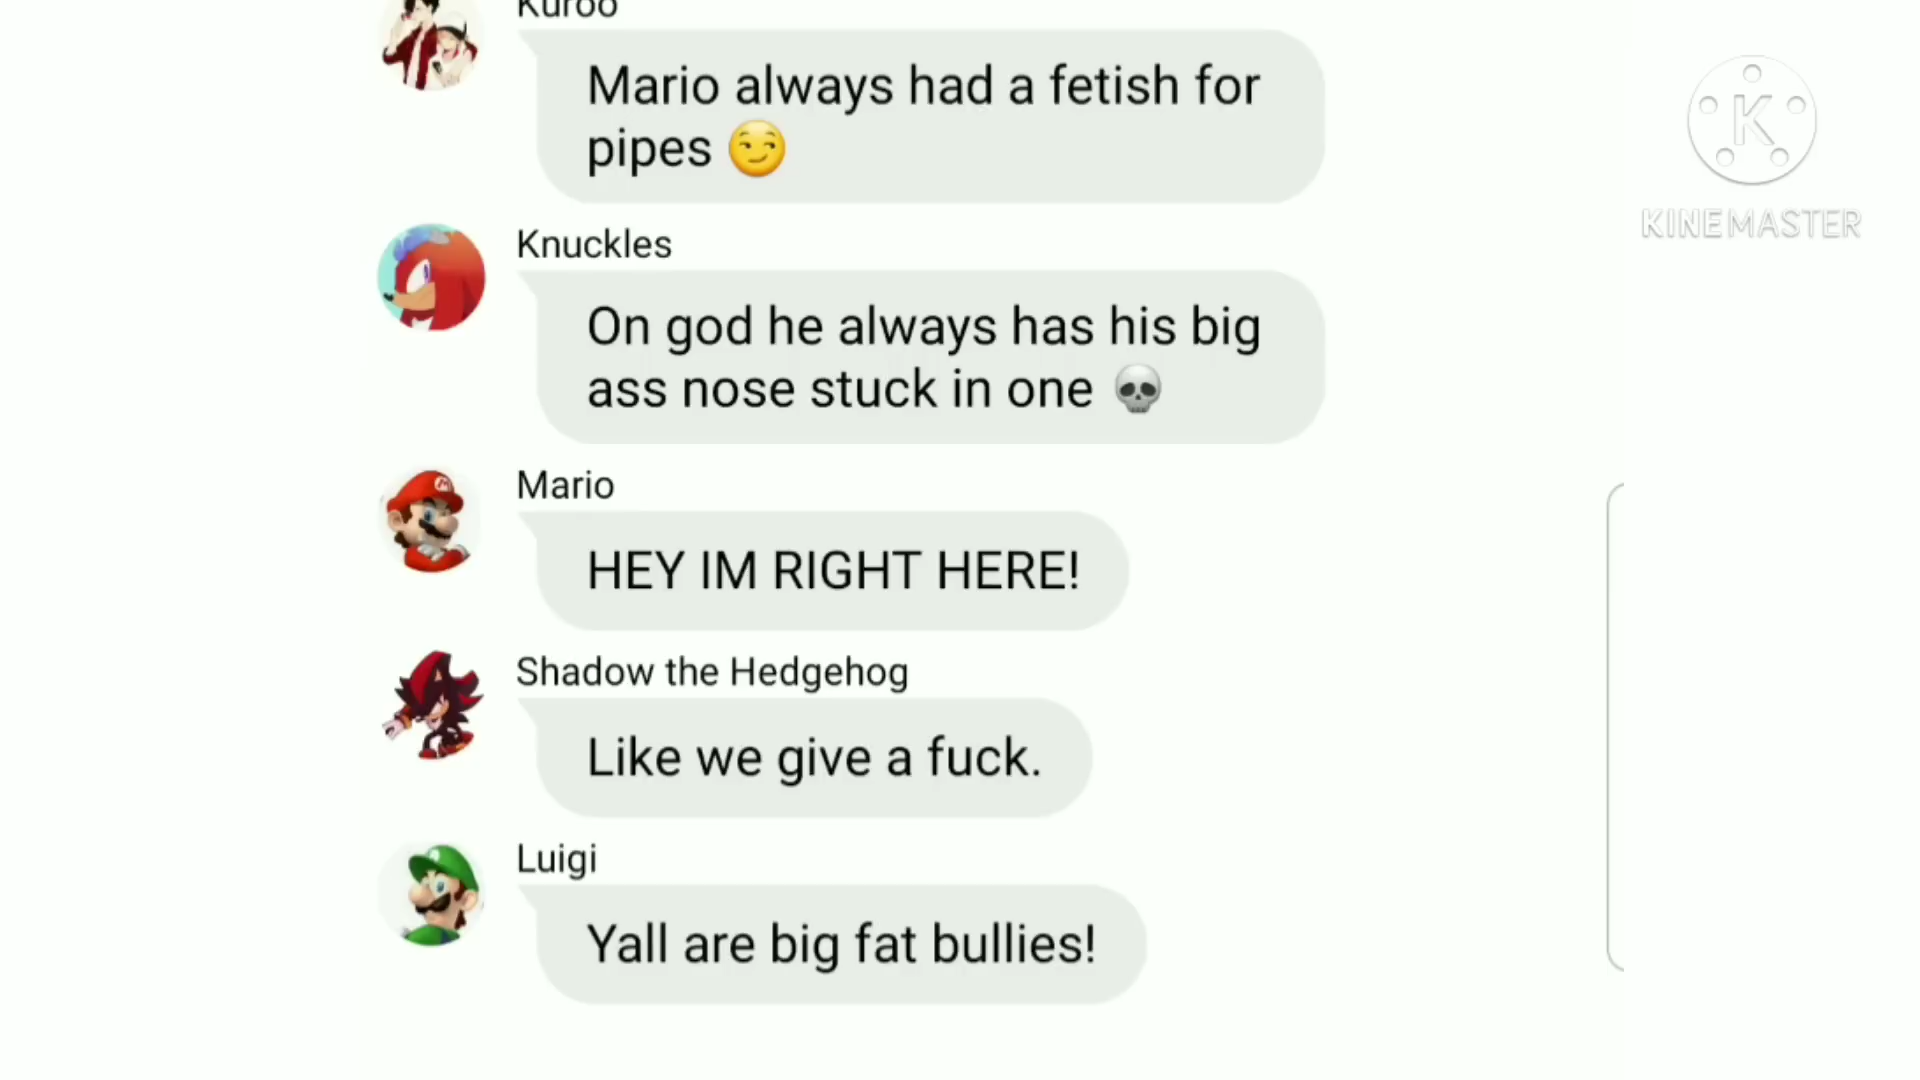 Kuroo
Mario always had a fetish for
pipes 😏
K
KINEMASTER
Knuckles
On god he always has his big
ass nose stuck in one 💀
Mario
HEY IM RIGHT HERE!
Shadow the Hedgehog
Like we give a fuck.
Luigi
Yall are big fat bullies!